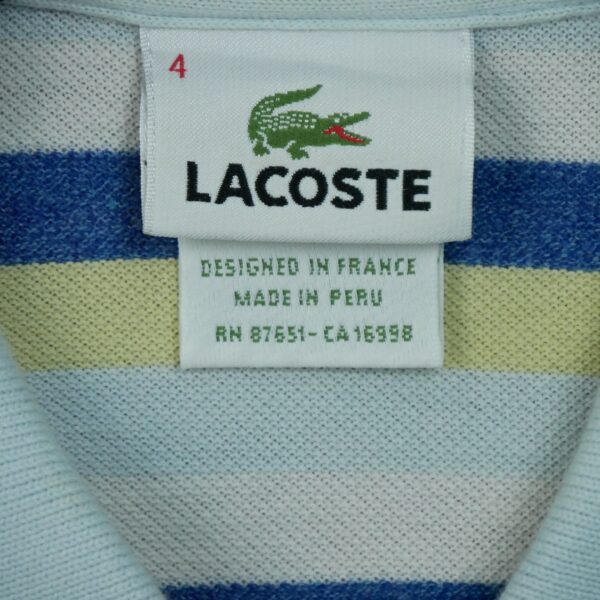 4
LACOSTE
DESIGNED IN FRANCE
MADE IN PERU
RN 87651-CA 16998